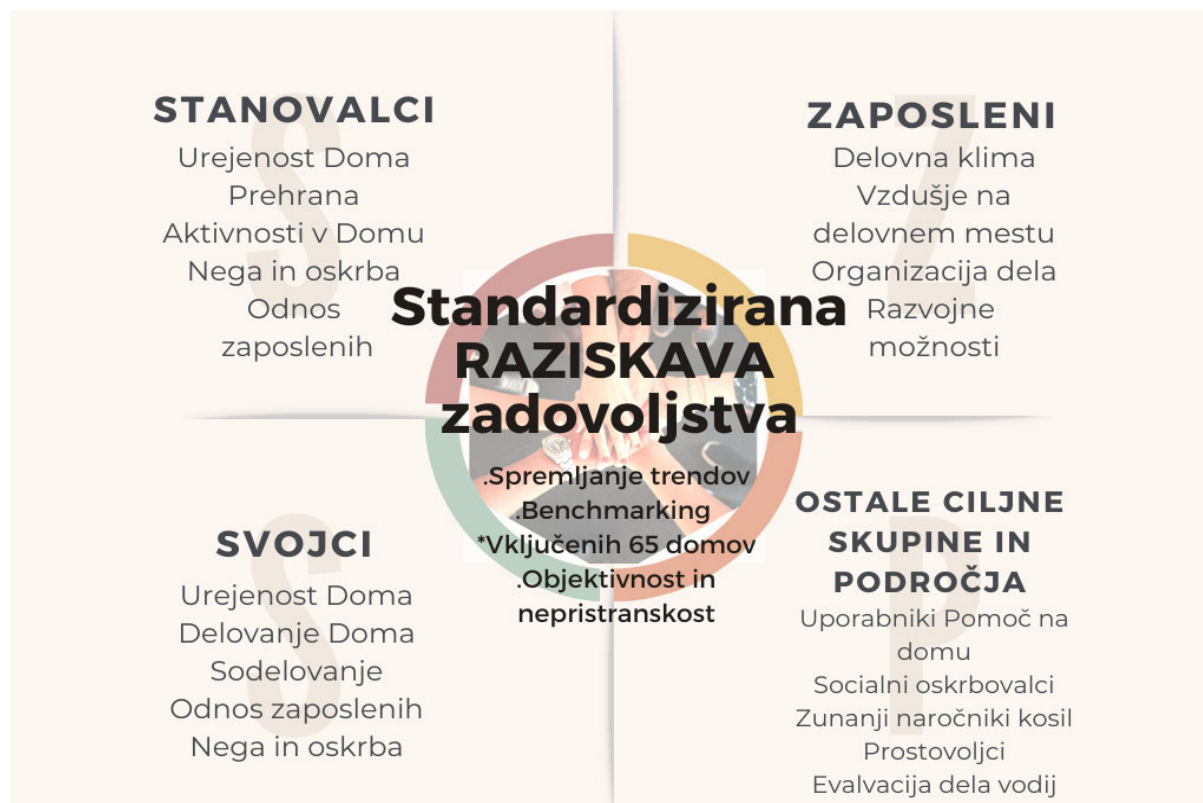 STANOVALCI
Urejenost Doma
Prehrana
Aktivnosti v Domu
Nega in oskrba
Odnos
zaposlenih
ZAPOSLENI
Delovna klima
Vzdušje na
delovnem mestu
Organizacija dela
Razvojne
možnosti
Standardizirana
RAZISKAVA
zadovoljstva
.Spremljanje trendov
.Benchmarking
*Vključenih 65 domov
.Objektivnost in
nepristranskost
SVOJCI
Urejenost Doma
Delovanje Doma
Sodelovanje
Odnos zaposlenih
Nega in oskrba
OSTALE CILJNE
SKUPINE IN
PODROČJA
Uporabniki Pomoč na
domu
Socialni oskrbovalci
Zunanji naročniki kosil
Prostovoljci
Evalvacija dela vodij
S
Z
S
P